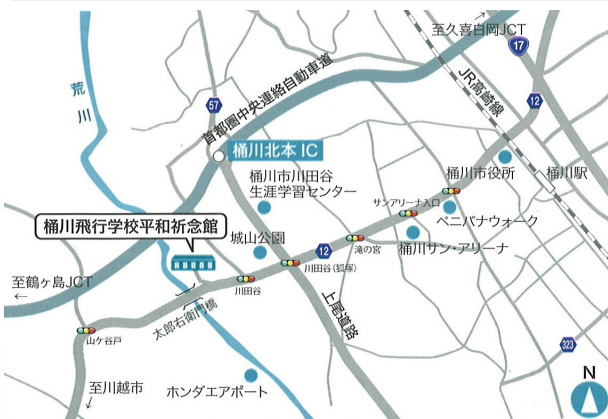 至久喜白岡JCT
17
荒川
首都圏中央連絡自動車道
JR高崎線
57
12
桶川北本 IC
桶川市役所
桶川駅
桶川市川田谷
生涯学習センター
サンアリーナ入口
ベニバナウォーク
桶川飛行学校平和祈念館
城山公園
12
滝の宮
桶川サン・アリーナ
川田谷(狐塚)
至鶴ヶ島JCT
川田谷
太郎右衛門橋
上尾道路
山ケ谷戸
323
至川越市
ホンダエアポート
N